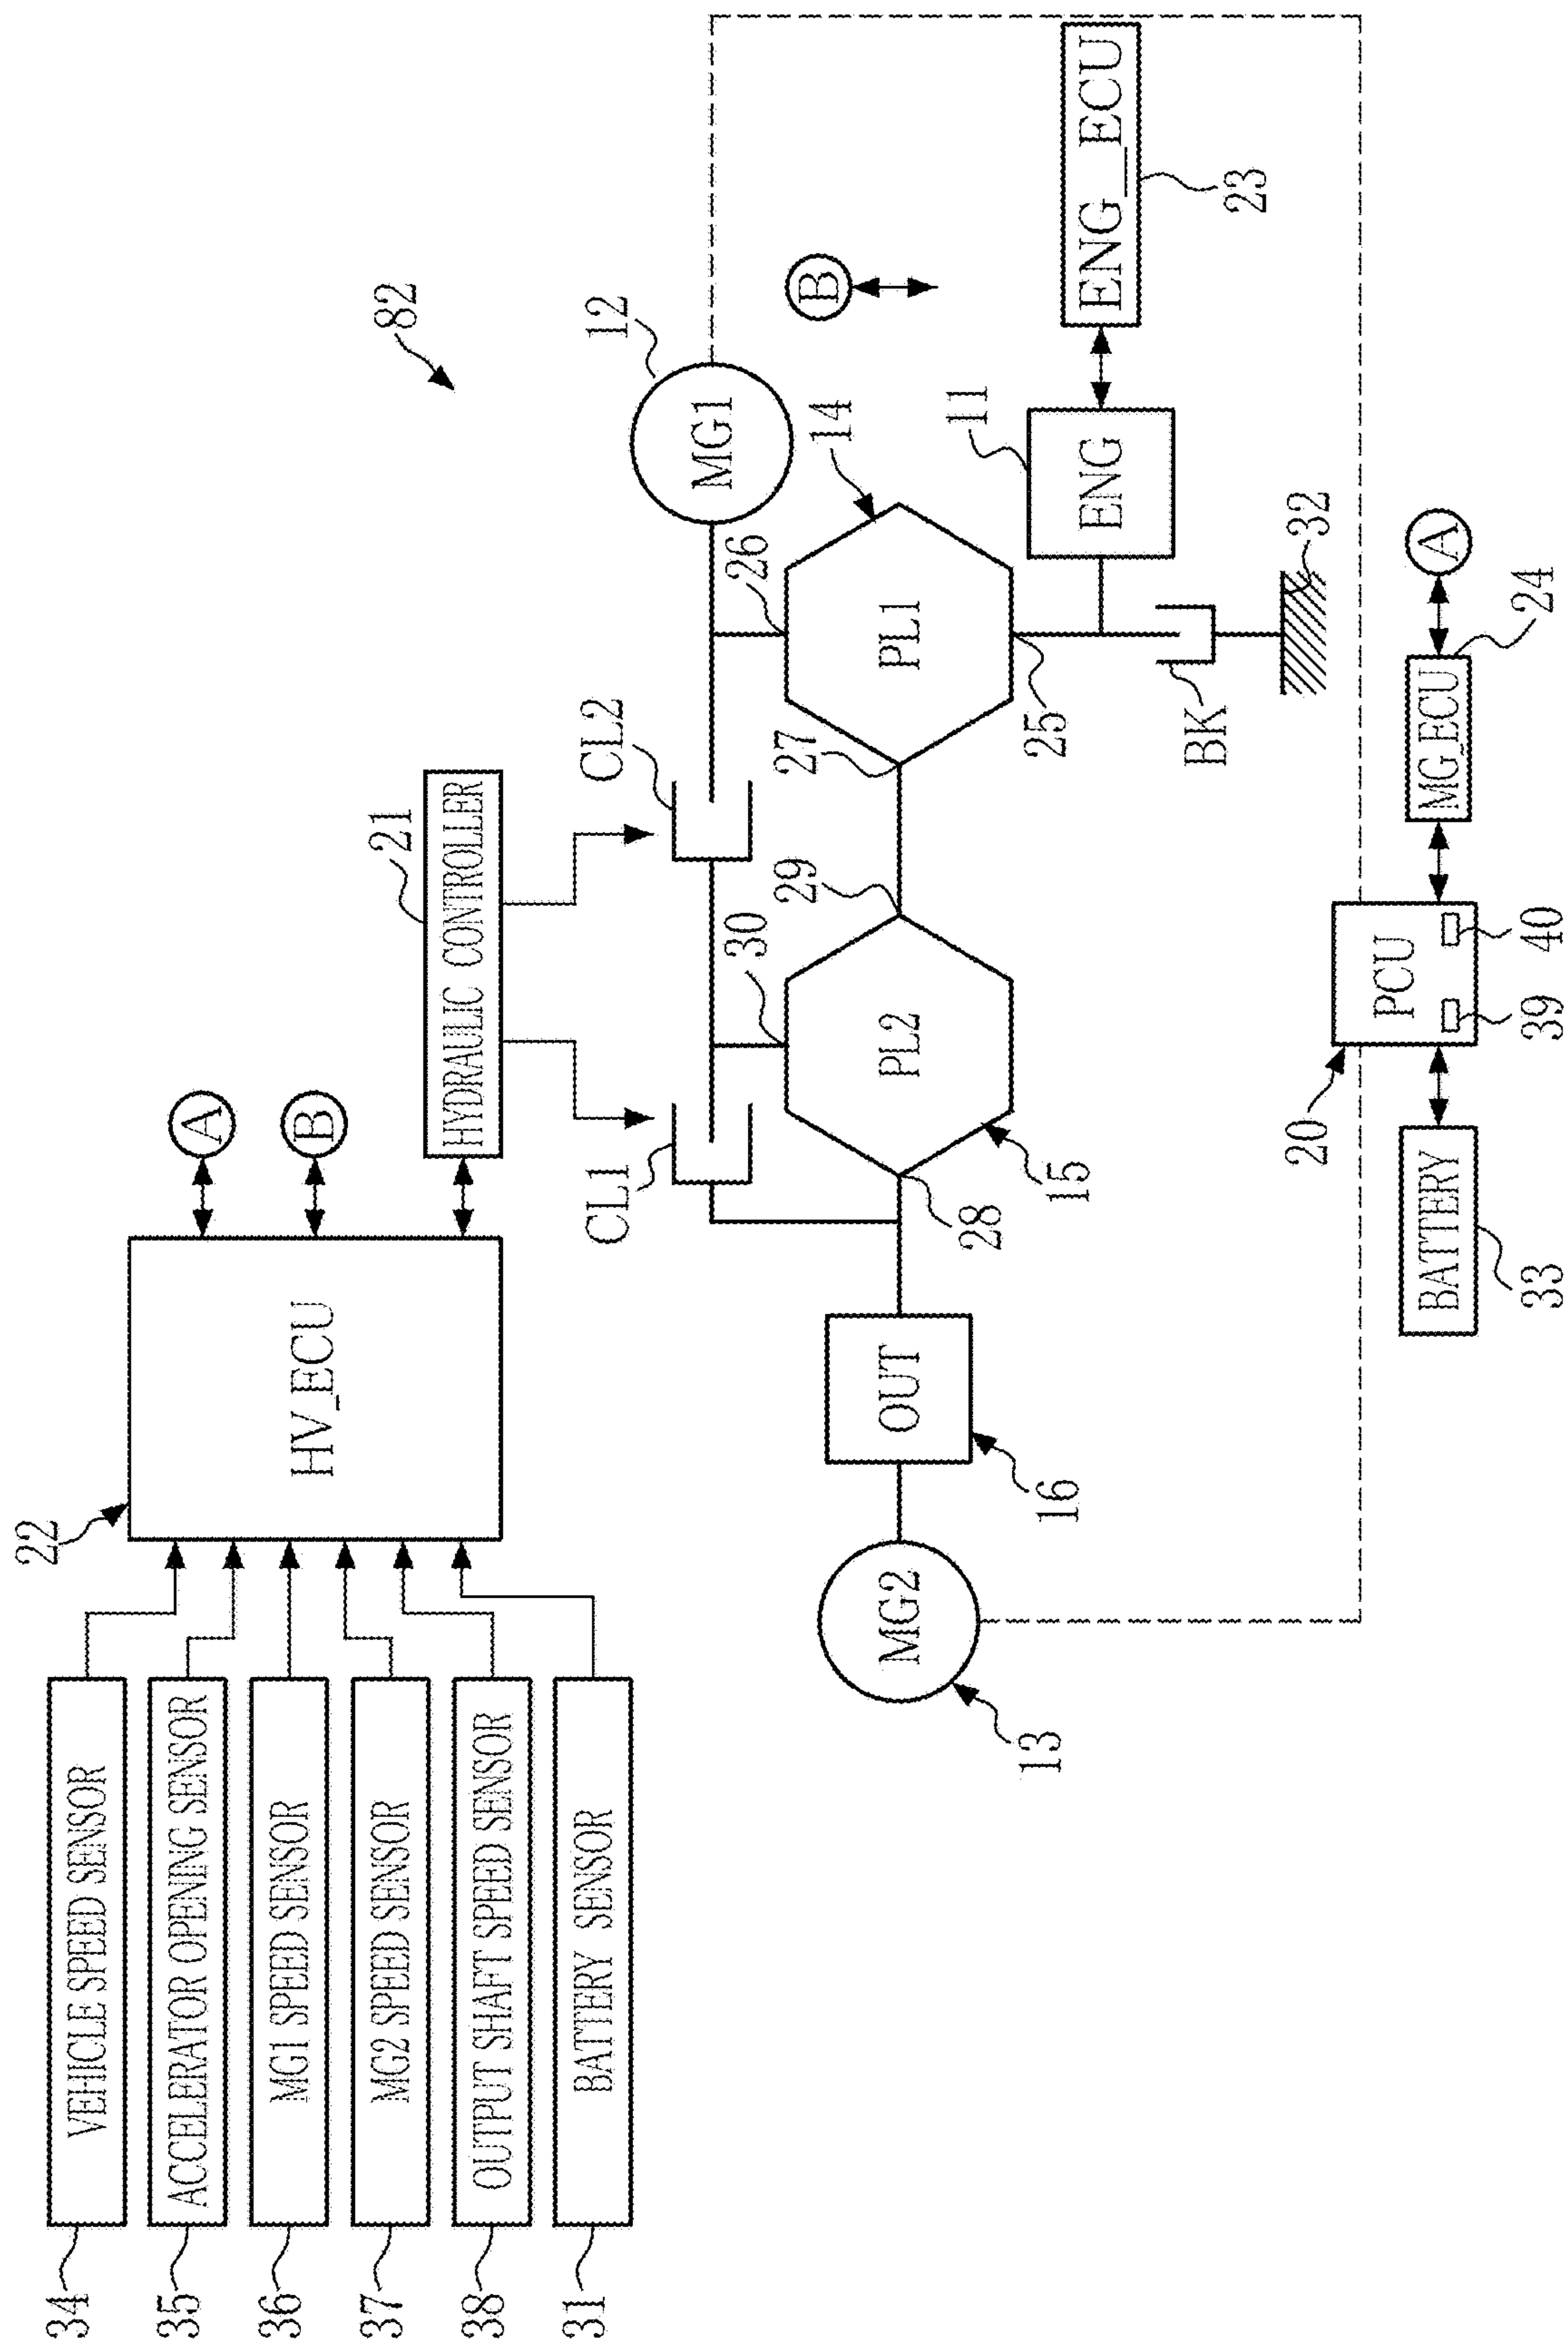 34
VEHICLE SPEED SENSOR
35
ACCELERATOR OPENING SENSOR
36
MG1 SPEED SENSOR
37
MG2 SPEED SENSOR
38
OUTPUT SHAFT SPEED SENSOR
31
BATTERY SENSOR
22
HV_ECU
A
B
21
HYDRAULIC CONTROLLER
82
CL1
CL2
12
MG1
30
26
B
13
MG2
16
OUT
28
15
PL2
29
27
PL1
14
25
11
ENG
ENG_ECU
23
BK
32
20
PCU
39
40
33
BATTERY
MG_ECU
24
A